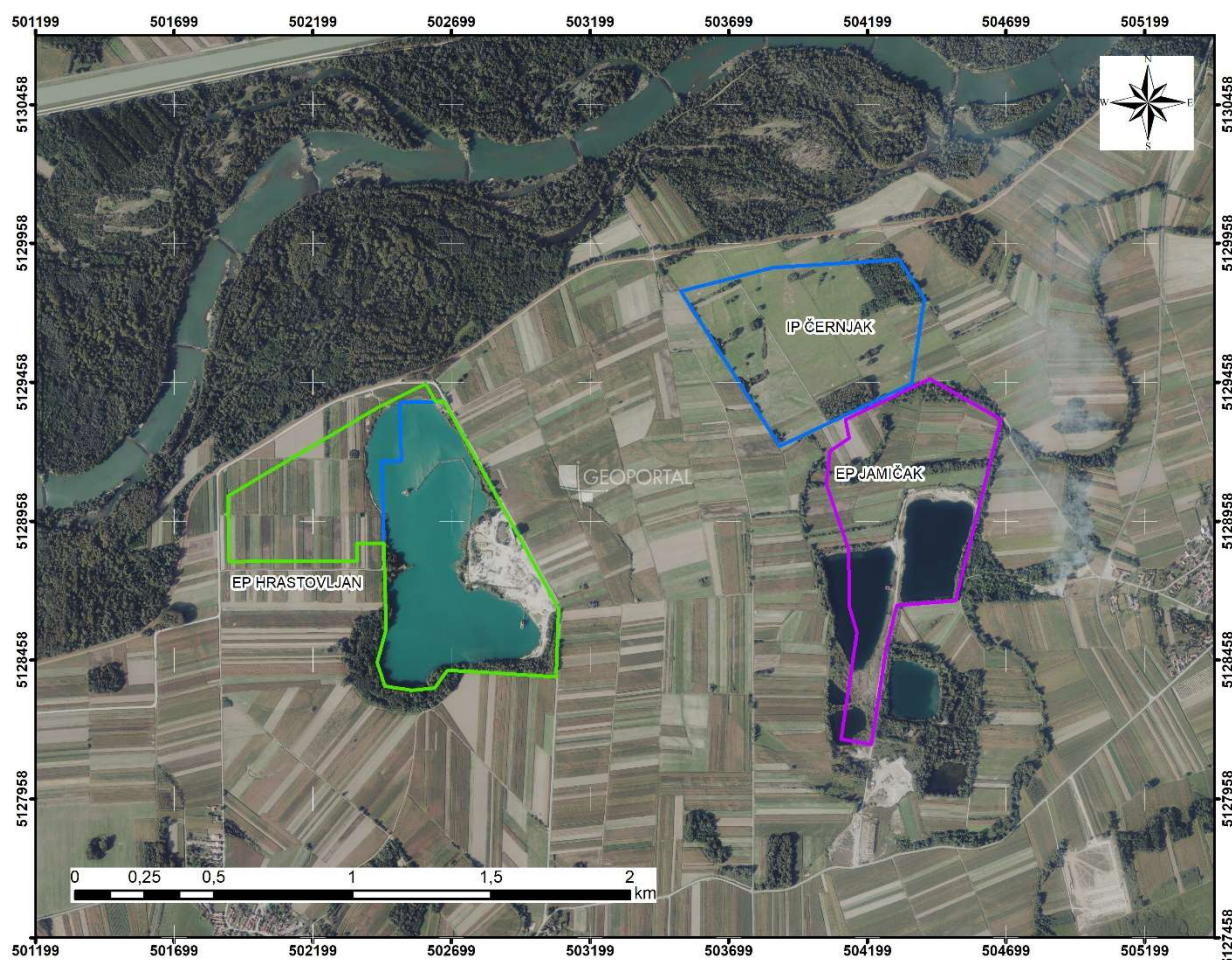 501199 501699 502199 502699 503199 503699 504199 504699 505199
5130458
5130458
N
W E
S
5129958
5129958
IP ČERNJAK
5129458
5129458
EP JAMIČAK
GEOPORTAL
5128958
5128958
EP HRASTOVLJAN
5128458
5128458
5127958
5127958
0 0,25 0,5 1 1,5 2
km
5127458
5127458
501199 501699 502199 502699 503199 503699 504199 504699 505199